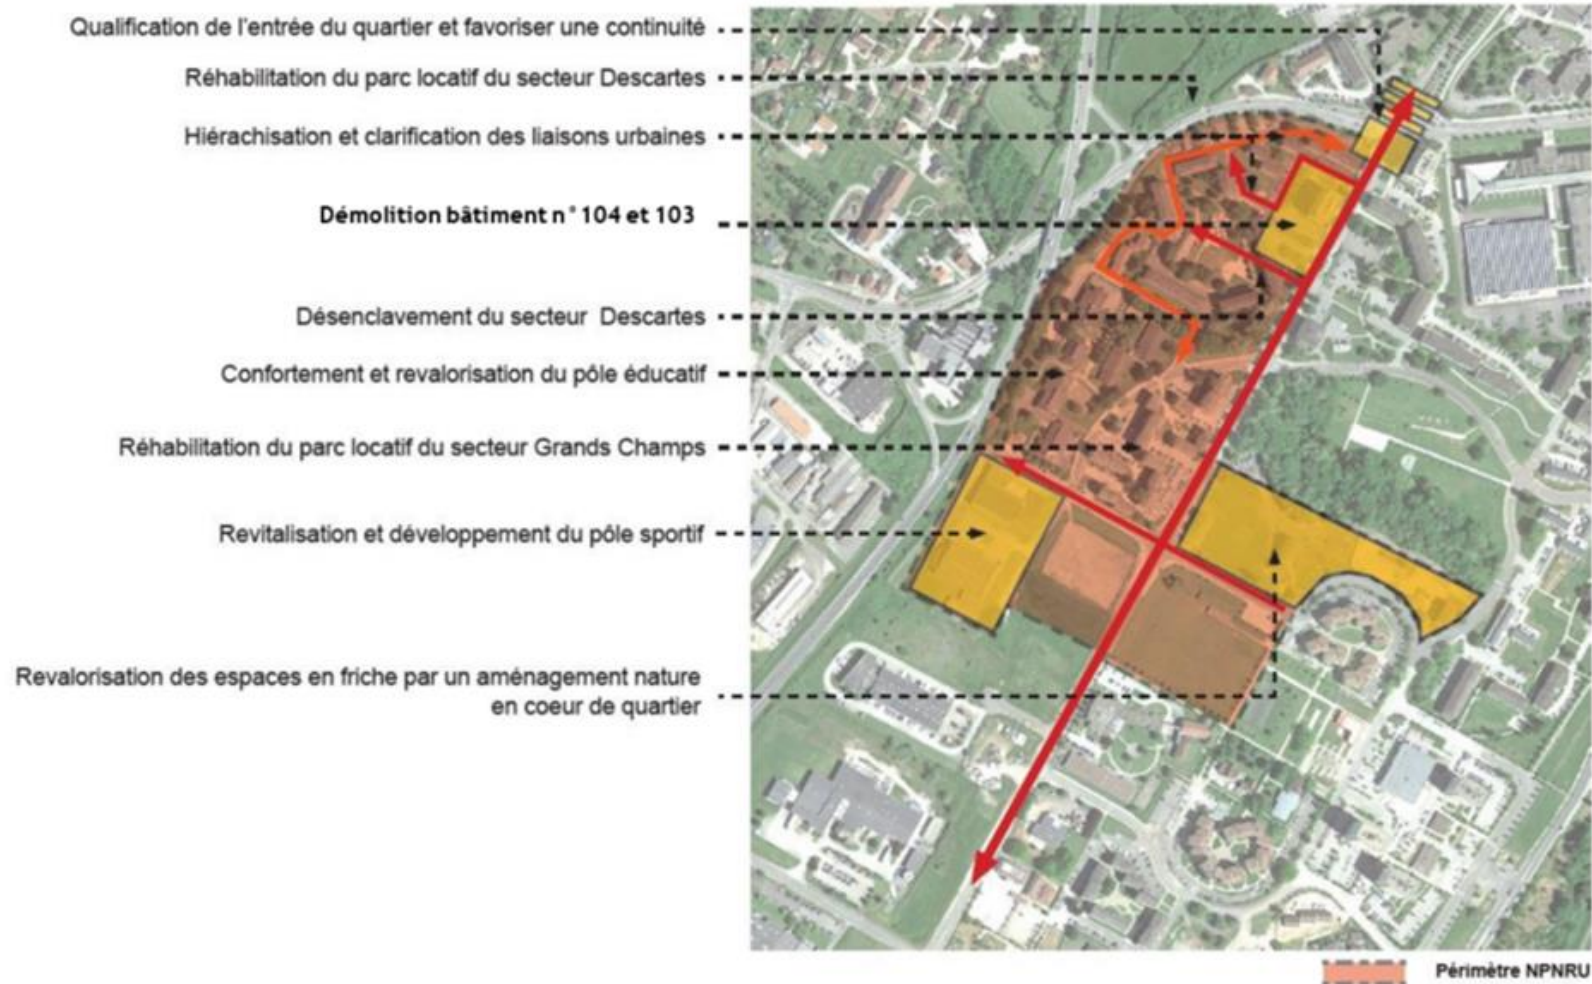 Qualification de l'entrée du quartier et favoriser une continuité
Réhabilitation du parc locatif du secteur Descartes
Hiérachisation et clarification des liaisons urbaines
Démolition bâtiment n° 104 et 103
Désenclavement du secteur Descartes
Confortement et revalorisation du pôle éducatif
Réhabilitation du parc locatif du secteur Grands Champs
Revitalisation et développement du pôle sportif
Revalorisation des espaces en friche par un aménagement nature
en coeur de quartier
Périmètre NPNRU